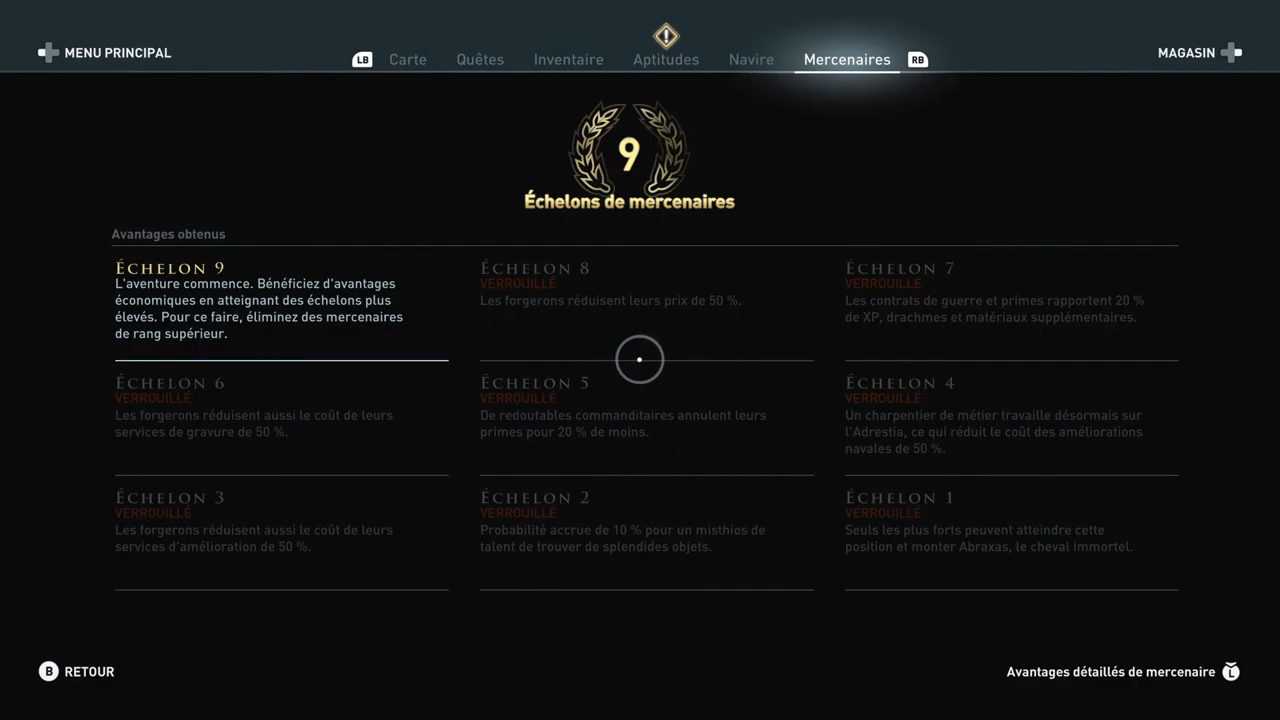 MENU PRINCIPAL
LB Carte Quêtes Inventaire Aptitudes Navire Mercenaires RB
MAGASIN
9
Échelons de mercenaires
Avantages obtenus
ÉCHELON 9
L'aventure commence. Bénéficiez d'avantages
économiques en atteignant des échelons plus
élevés. Pour ce faire, éliminez des mercenaires
de rang supérieur.
ÉCHELON 8
VERROUILLÉ
Les forgerons réduisent leurs prix de 50 %.
ÉCHELON 7
VERROUILLÉ
Les contrats de guerre et primes rapportent 20 %
de XP, drachmes et matériaux supplémentaires.
ÉCHELON 6
VERROUILLÉ
Les forgerons réduisent aussi le coût de leurs
services de gravure de 50 %.
ÉCHELON 5
VERROUILLÉ
De redoutables commanditaires annulent leurs
primes pour 20 % de moins.
ÉCHELON 4
VERROUILLÉ
Un charpentier de métier travaille désormais sur
l'Adrestia, ce qui réduit le coût des améliorations
navales de 50 %.
ÉCHELON 3
VERROUILLÉ
Les forgerons réduisent aussi le coût de leurs
services d'amélioration de 50 %.
ÉCHELON 2
VERROUILLÉ
Probabilité accrue de 10 % pour un misthios de
talent de trouver de splendides objets.
ÉCHELON 1
VERROUILLÉ
Seuls les plus forts peuvent atteindre cette
position et monter Abraxas, le cheval immortel.
B RETOUR
Avantages détaillés de mercenaire L